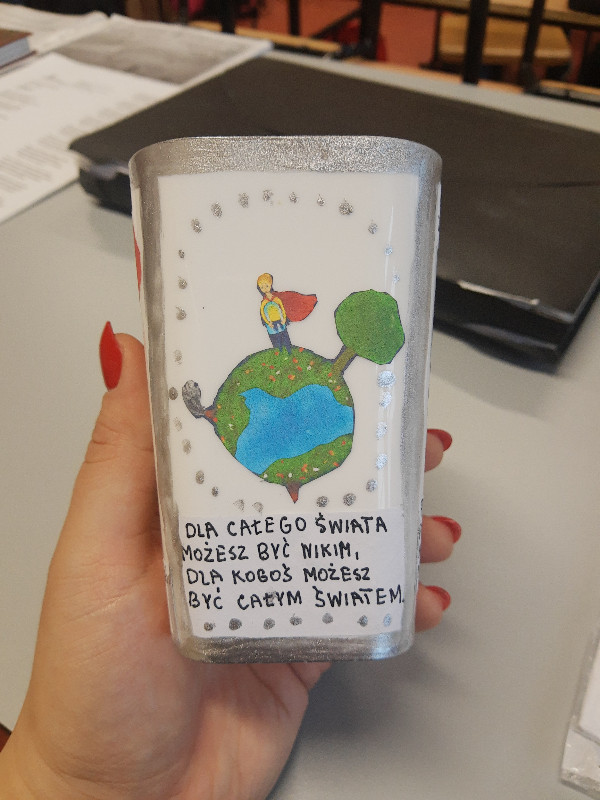 DLA CAŁEGO ŚWIATA
MOŻESZ BYĆ NIKIM,
DLA KOGOŚ MOŻESZ
BYĆ CAŁYM ŚWIATEM.